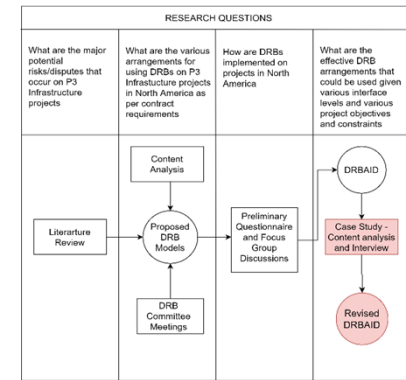 RESEARCH QUESTIONS
What are the major
potential
risks/disputes that
occur on P3
Infrastructure
projects
What are the various
arrangements for
using DRBs on P3
Infrastucture projects
in North America as
per contract
requirements
How are DRBs
implemented on
projects in North
America
What are the
effective DRB
arrangements that
could be used given
various interface
levels and various
project objectives
and constraints
Content
Analysis
Literarture
Review
Proposed
DRB
Models
DRB
Committee
Meetings
Preliminary
Questionnaire
and Focus
Group
Discussions
DRBAID
Case Study -
Content analysis
and Interview
Revised
DRBAID